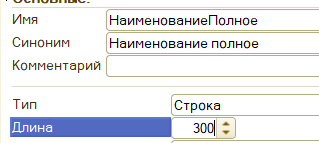 Основные:
Имя НаименованиеПолное
Синоним Наименование полное
Комментарий
Тип Строка
Длина 300